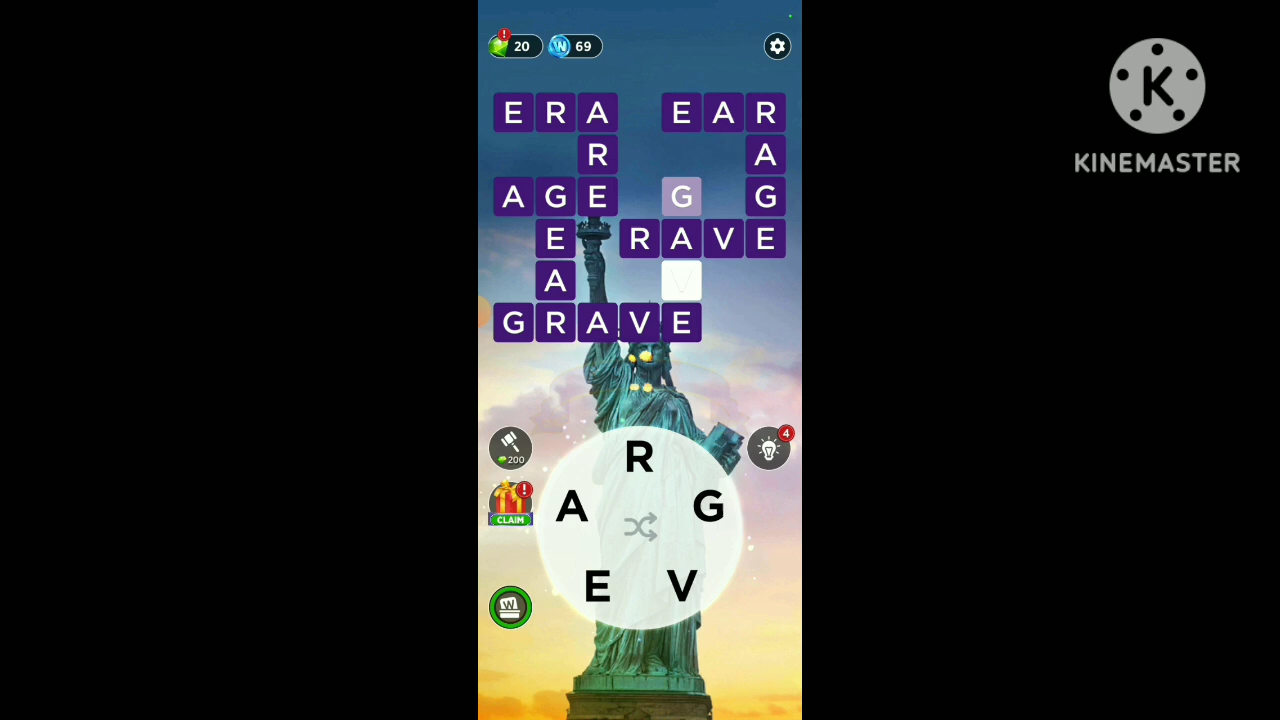 ! 20 W 69
E R A E A R
R A
A G E G G
E R A V E
A V
G R A V E
4
200
!
CLAIM
R
A G
E V
W
K
KINEMASTER